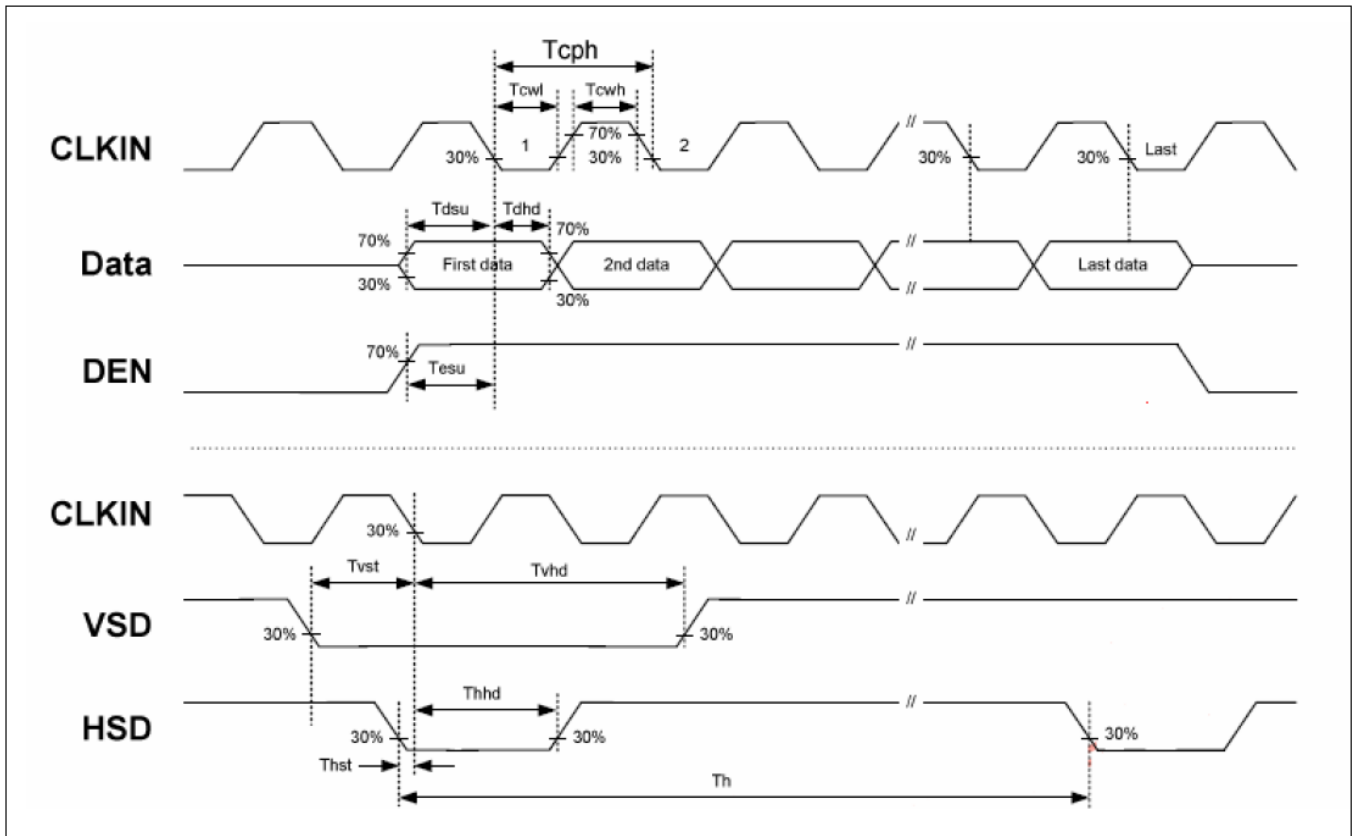 Tcph
Tcwl Tcwh
CLKIN 30% 1 70% 30% 2 // 30% 30% Last
Tdsu Tdhd
70% 70%
Data First data 2nd data // Last data
30% 30%
//
DEN 70% Tesu //
CLKIN 30% //
Tvst Tvhd
//
VSD 30% 30%
Thhd
//
HSD 30% 30% 30%
Thst
Th